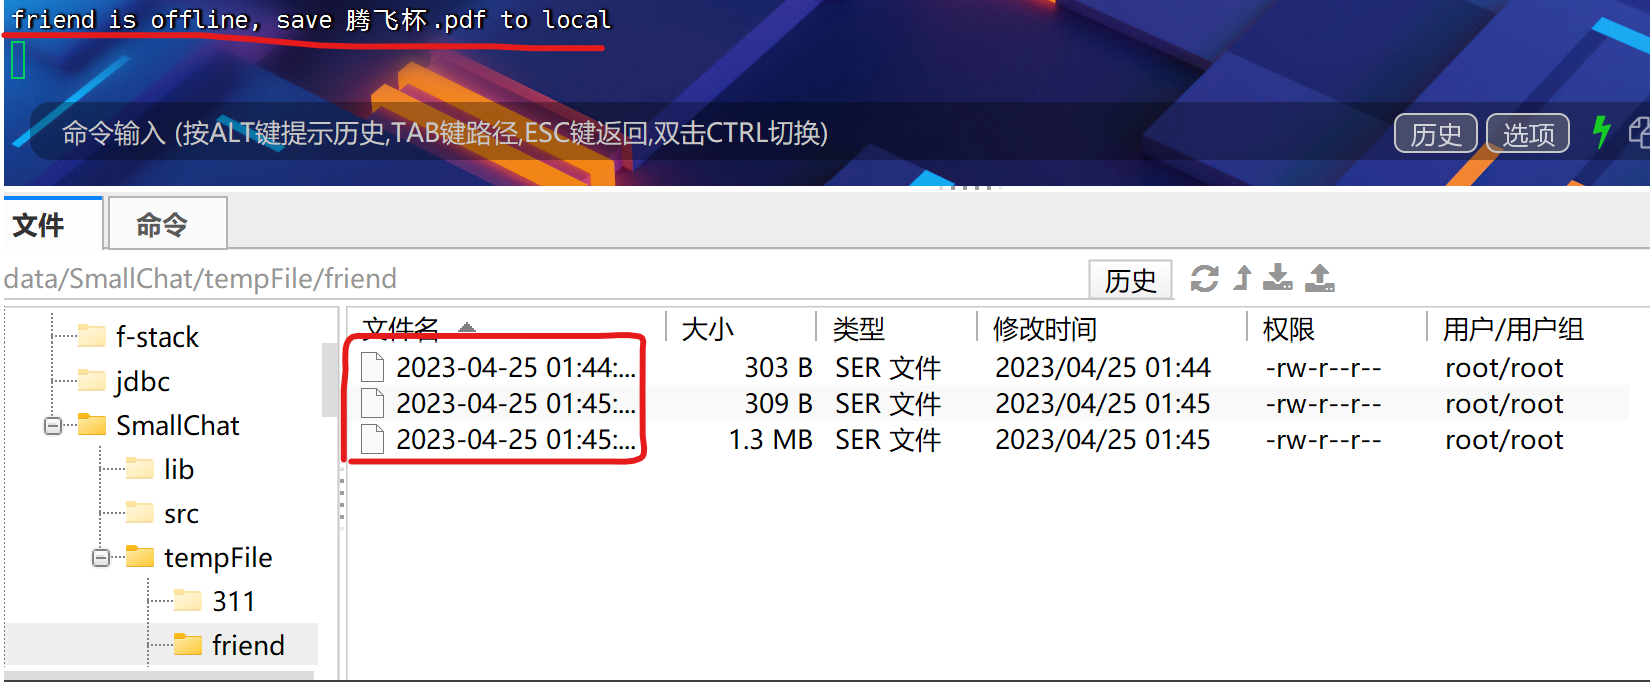 friend is offline, save 腾飞杯.pdf to local
命令输入 (按ALT键提示历史,TAB键路径,ESC键返回,双击CTRL切换)
历史 选项
文件 命令
data/SmallChat/tempFile/friend
历史
f-stack
jdbc
SmallChat
lib
src
tempFile
311
friend
文件名 大小 类型 修改时间 权限 用户/用户组
2023-04-25 01:44:... 303 B SER 文件 2023/04/25 01:44 -rw-r--r-- root/root
2023-04-25 01:45:... 309 B SER 文件 2023/04/25 01:45 -rw-r--r-- root/root
2023-04-25 01:45:... 1.3 MB SER 文件 2023/04/25 01:45 -rw-r--r-- root/root